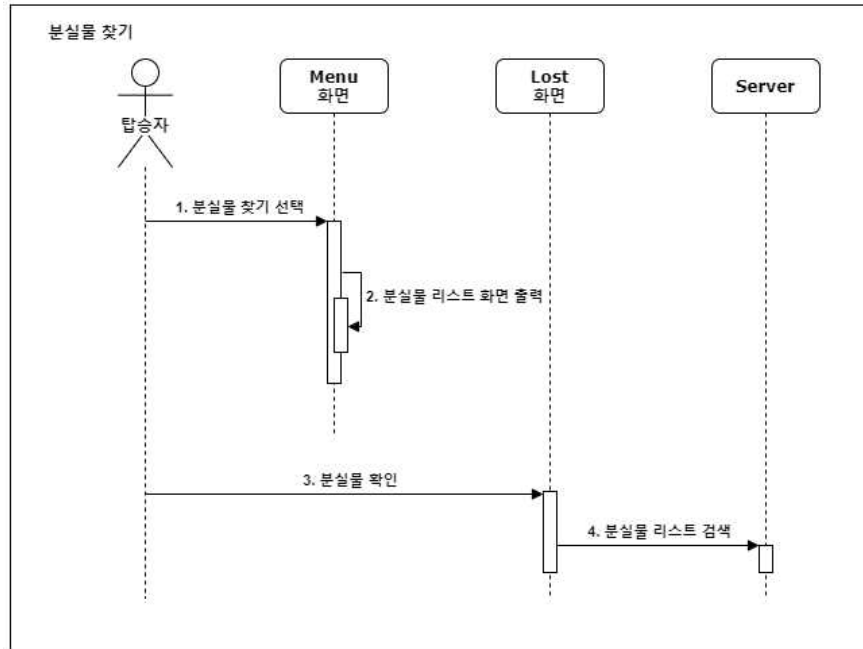 분실물 찾기
탑승자
Menu
화면
Lost
화면
Server
1. 분실물 찾기 선택
2. 분실물 리스트 화면 출력
3. 분실물 확인
4. 분실물 리스트 검색